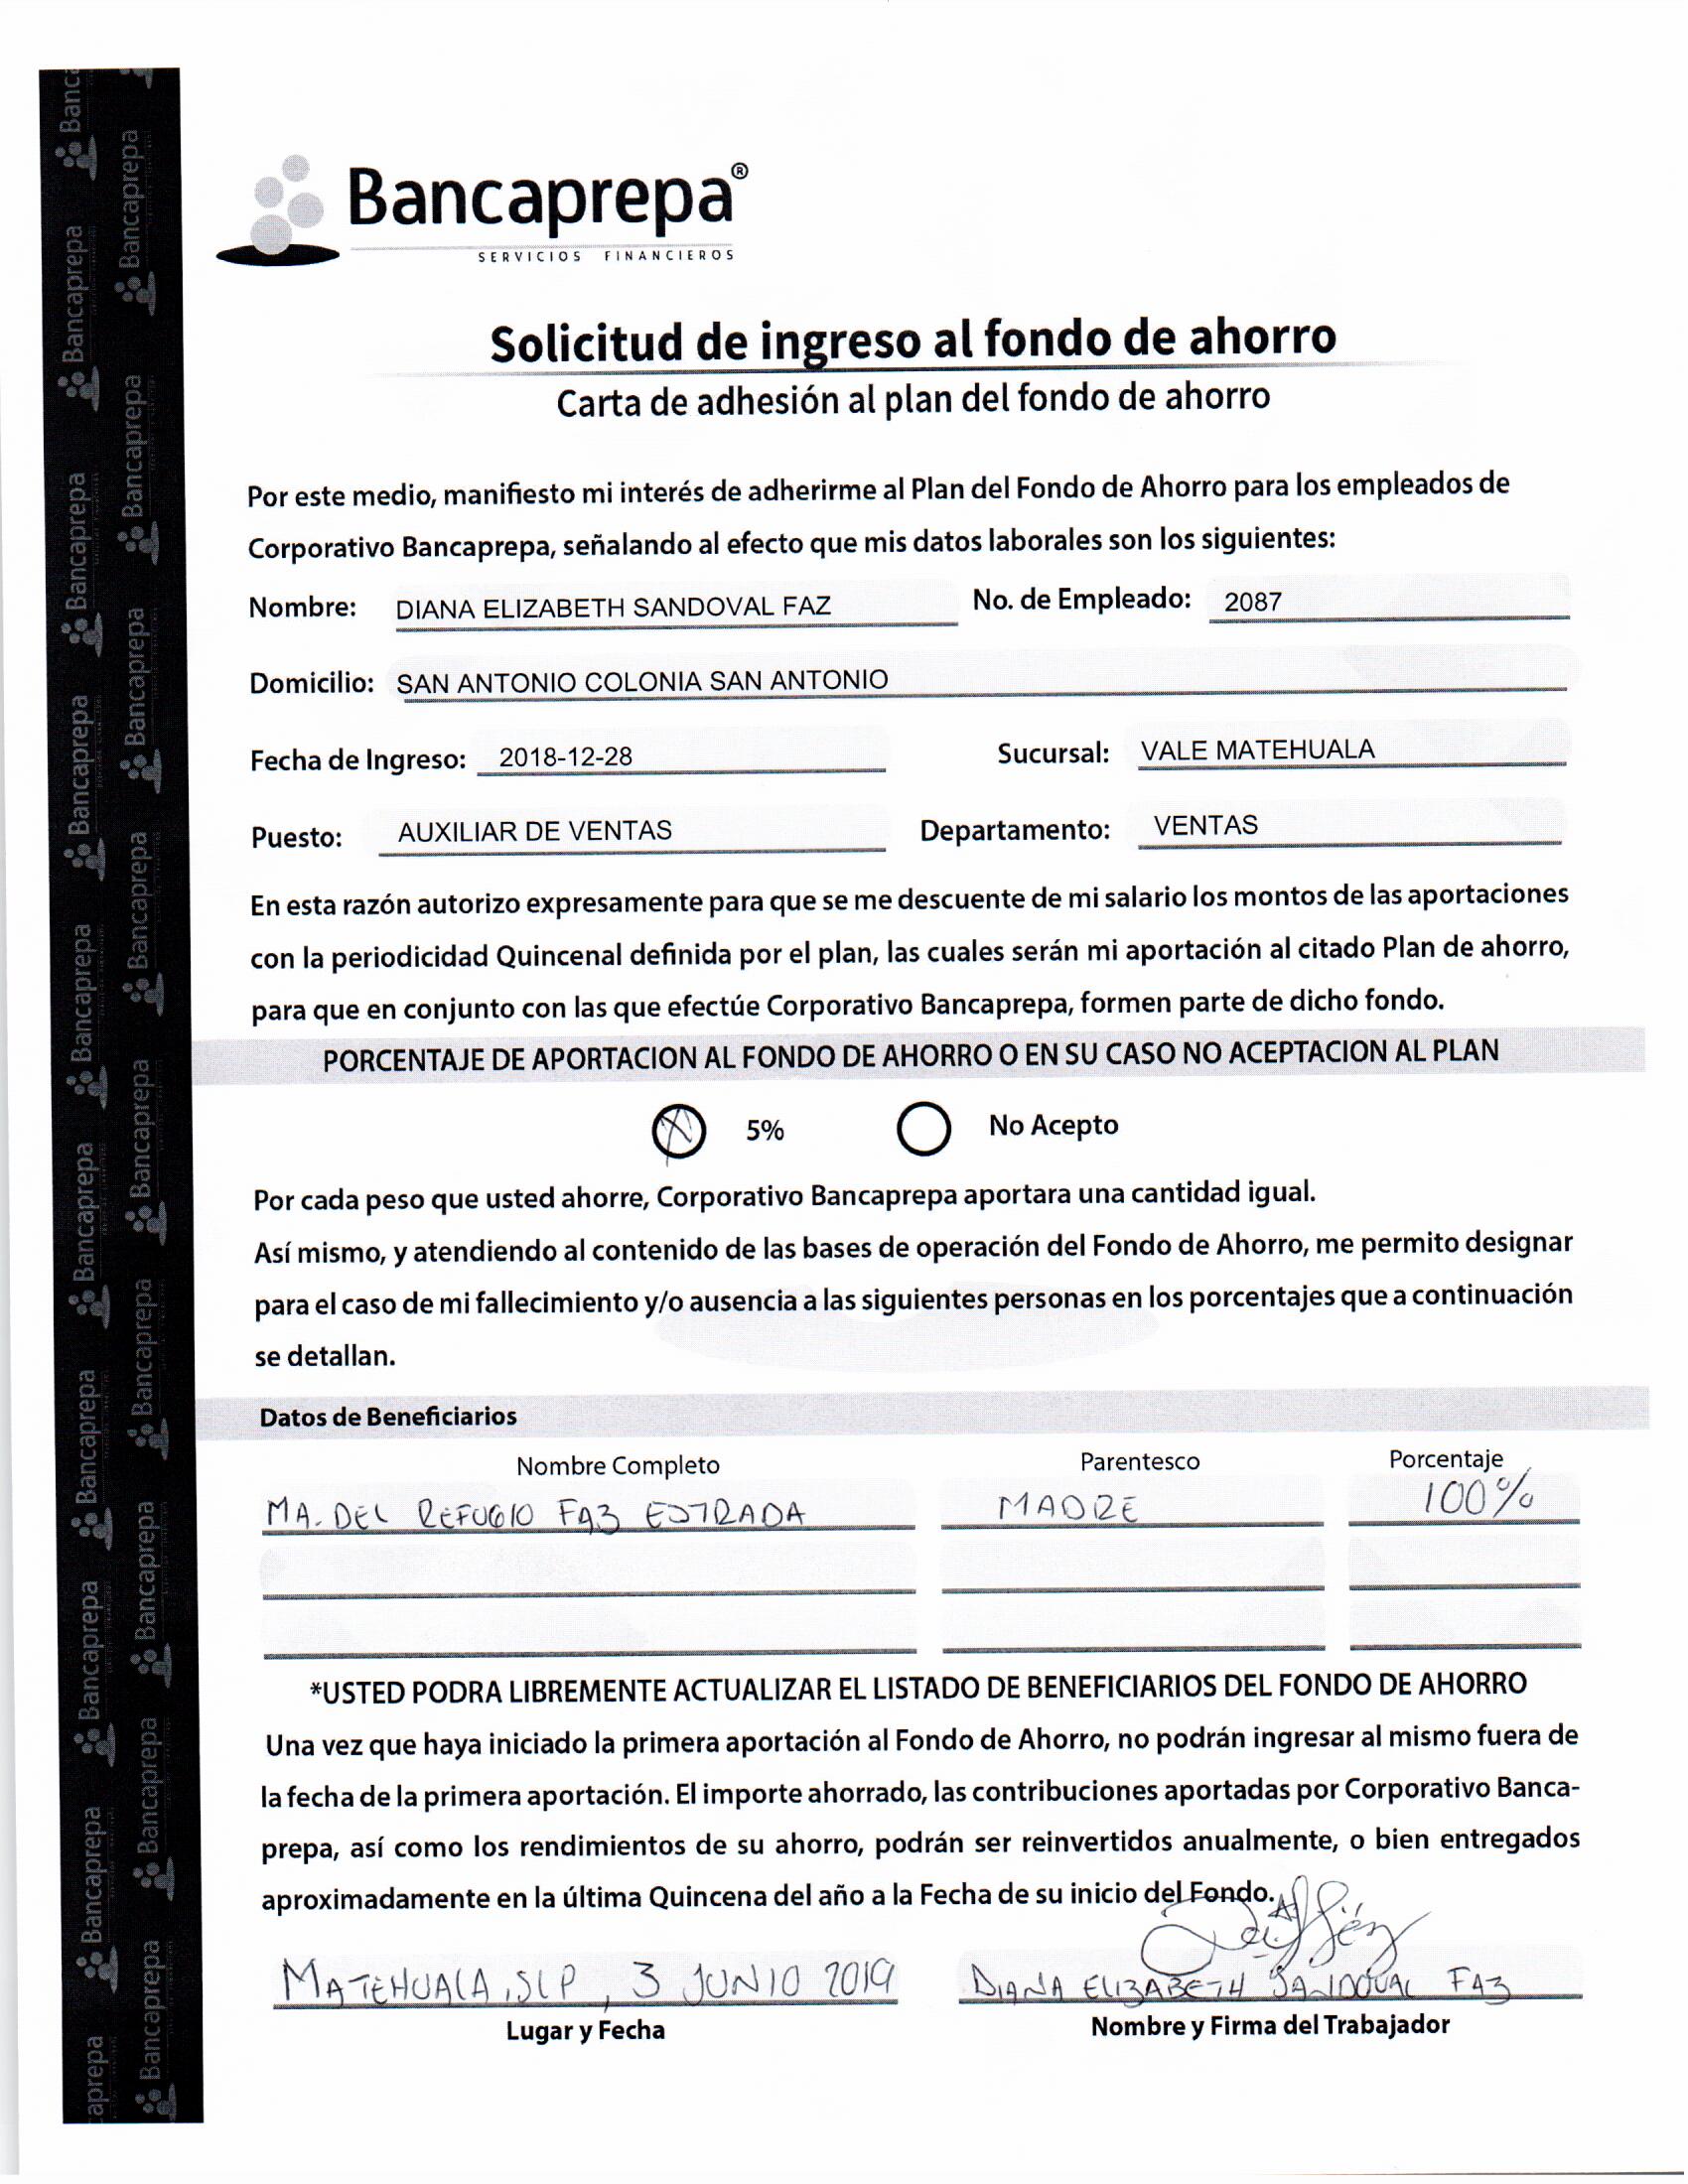 Bancaprepa®
SERVICIOS FINANCIEROS
Solicitud de ingreso al fondo de ahorro
Carta de adhesión al plan del fondo de ahorro
Por este medio, manifiesto mi interés de adherirme al Plan del Fondo de Ahorro para los empleados de
Corporativo Bancaprepa, señalando al efecto que mis datos laborales son los siguientes:
Nombre: DIANA ELIZABETH SANDOVAL FAZ No. de Empleado: 2087
Domicilio: SAN ANTONIO COLONIA SAN ANTONIO
Fecha de Ingreso: 2018-12-28 Sucursal: VALE MATEHUALA
Puesto: AUXILIAR DE VENTAS Departamento: VENTAS
En esta razón autorizo expresamente para que se me descuente de mi salario los montos de las aportaciones
con la periodicidad Quincenal definida por el plan, las cuales serán mi aportación al citado Plan de ahorro,
para que en conjunto con las que efectúe Corporativo Bancaprepa, formen parte de dicho fondo.
PORCENTAJE DE APORTACION AL FONDO DE AHORRO O EN SU CASO NO ACEPTACION AL PLAN
X 5% No Acepto
Por cada peso que usted ahorre, Corporativo Bancaprepa aportara una cantidad igual.
Así mismo, y atendiendo al contenido de las bases de operación del Fondo de Ahorro, me permito designar
para el caso de mi fallecimiento y/o ausencia a las siguientes personas en los porcentajes que a continuación
se detallan.
Datos de Beneficiarios
Nombre Completo Parentesco Porcentaje
MA. DEL REFUGIO FAZ ESTRADA MADRE 100%
*USTED PODRA LIBREMENTE ACTUALIZAR EL LISTADO DE BENEFICIARIOS DEL FONDO DE AHORRO
Una vez que haya iniciado la primera aportación al Fondo de Ahorro, no podrán ingresar al mismo fuera de
la fecha de la primera aportación. El importe ahorrado, las contribuciones aportadas por Corporativo Banca-
prepa, así como los rendimientos de su ahorro, podrán ser reinvertidos anualmente, o bien entregados
aproximadamente en la última Quincena del año a la Fecha de su inicio del Fondo.
MATEHUALA, SLP, 3 JUNIO 2019 DIANA ELIZABETH SANDOVAL FAZ
Lugar y Fecha Nombre y Firma del Trabajador